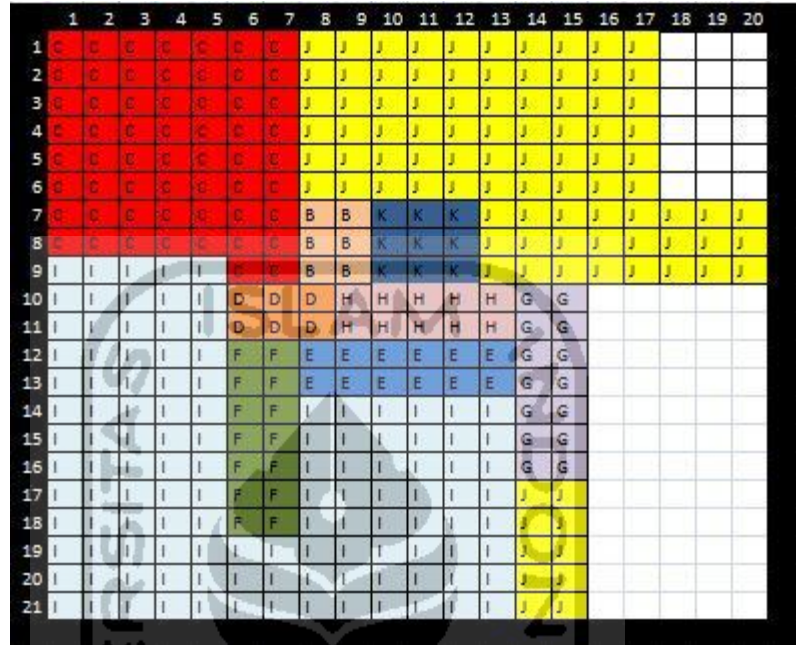 1 2 3 4 5 6 7 8 9 10 11 12 13 14 15 16 17 18 19 20
1 C C C C C C C J J J J J J J J J J
2 C C C C C C C J J J J J J J J J J
3 C C C C C C C J J J J J J J J J J
4 C C C C C C C J J J J J J J J J J
5 C C C C C C C J J J J J J J J J J
6 C C C C C C C J J J J J J J J J J
7 C C C C C C C B B K K K J J J J J J J J
8 C C C C C C C B B K K K J J J J J J J J
9 I I I I I C C B B K K K J J J J J J J J
10 I I I I I D D D H H H H H G G
11 I I I I I D D D H H H H H G G
12 I I I I I F F E E E E E E G G
13 I I I I I F F E E E E E E G G
14 I I I I I F F I I I I I I G G
15 I I I I I F F I I I I I I G G
16 I I I I I F F I I I I I I G G
17 I I I I I F F I I I I I I J J
18 I I I I I F F I I I I I I J J
19 I I I I I I I I I I I I I J J
20 I I I I I I I I I I I I I J J
21 I I I I I I I I I I I I I J J
ISLAM